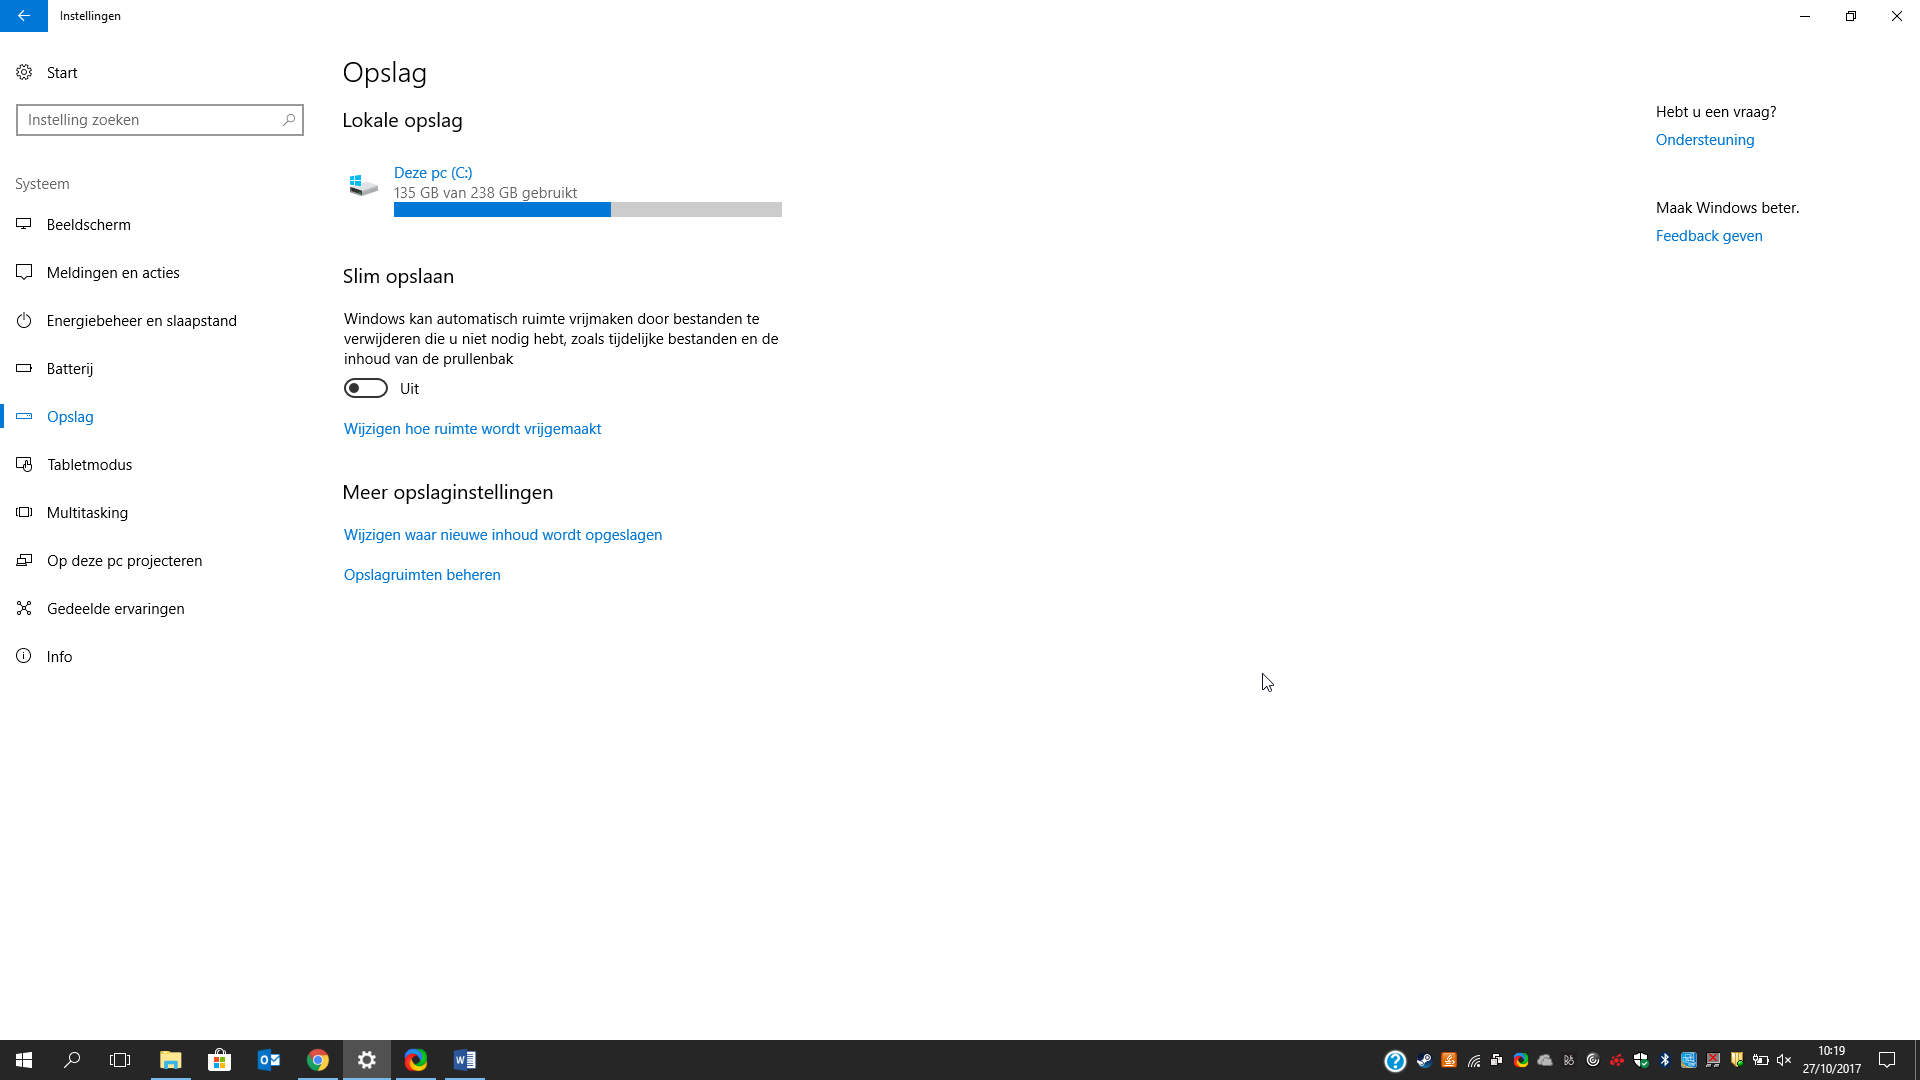 Instellingen
Start
Instelling zoeken
Systeem
Beeldscherm
Meldingen en acties
Energiebeheer en slaapstand
Batterij
Opslag
Tabletmodus
Multitasking
Op deze pc projecteren
Gedeelde ervaringen
Info
Opslag
Lokale opslag
Deze pc (C:)
135 GB van 238 GB gebruikt
Slim opslaan
Windows kan automatisch ruimte vrijmaken door bestanden te
verwijderen die u niet nodig hebt, zoals tijdelijke bestanden en de
inhoud van de prullenbak
Uit
Wijzigen hoe ruimte wordt vrijgemaakt
Meer opslaginstellingen
Wijzigen waar nieuwe inhoud wordt opgeslagen
Opslagruimten beheren
Hebt u een vraag?
Ondersteuning
Maak Windows beter.
Feedback geven
10:19
27/10/2017